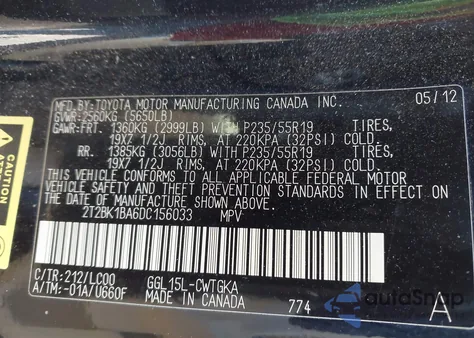 MFD.BY: TOYOTA MOTOR MANUFACTURING CANADA INC. 05/12
GVWR: 2560KG (5650LB)
GAWR:FRT. 1360KG (2999LB) WITH P235/55R19 TIRES,
19X7 1/2J RIMS, AT 220KPA (32PSI) COLD.
RR. 1385KG (3056LB) WITH P235/55R19 TIRES,
19X7 1/2J RIMS, AT 220KPA (32PSI) COLD.
THIS VEHICLE CONFORMS TO ALL APPLICABLE FEDERAL MOTOR
VEHICLE SAFETY AND THEFT PREVENTION STANDARDS IN EFFECT ON
THE DATE OF MANUFACTURE SHOWN ABOVE.
2T2BK1BA6DC156033 MPV
C/TR:212/LC00 GGL15L-CWTGKA
A/TM:-01A/U660F MADE IN CANADA 774 A
AutoSnap